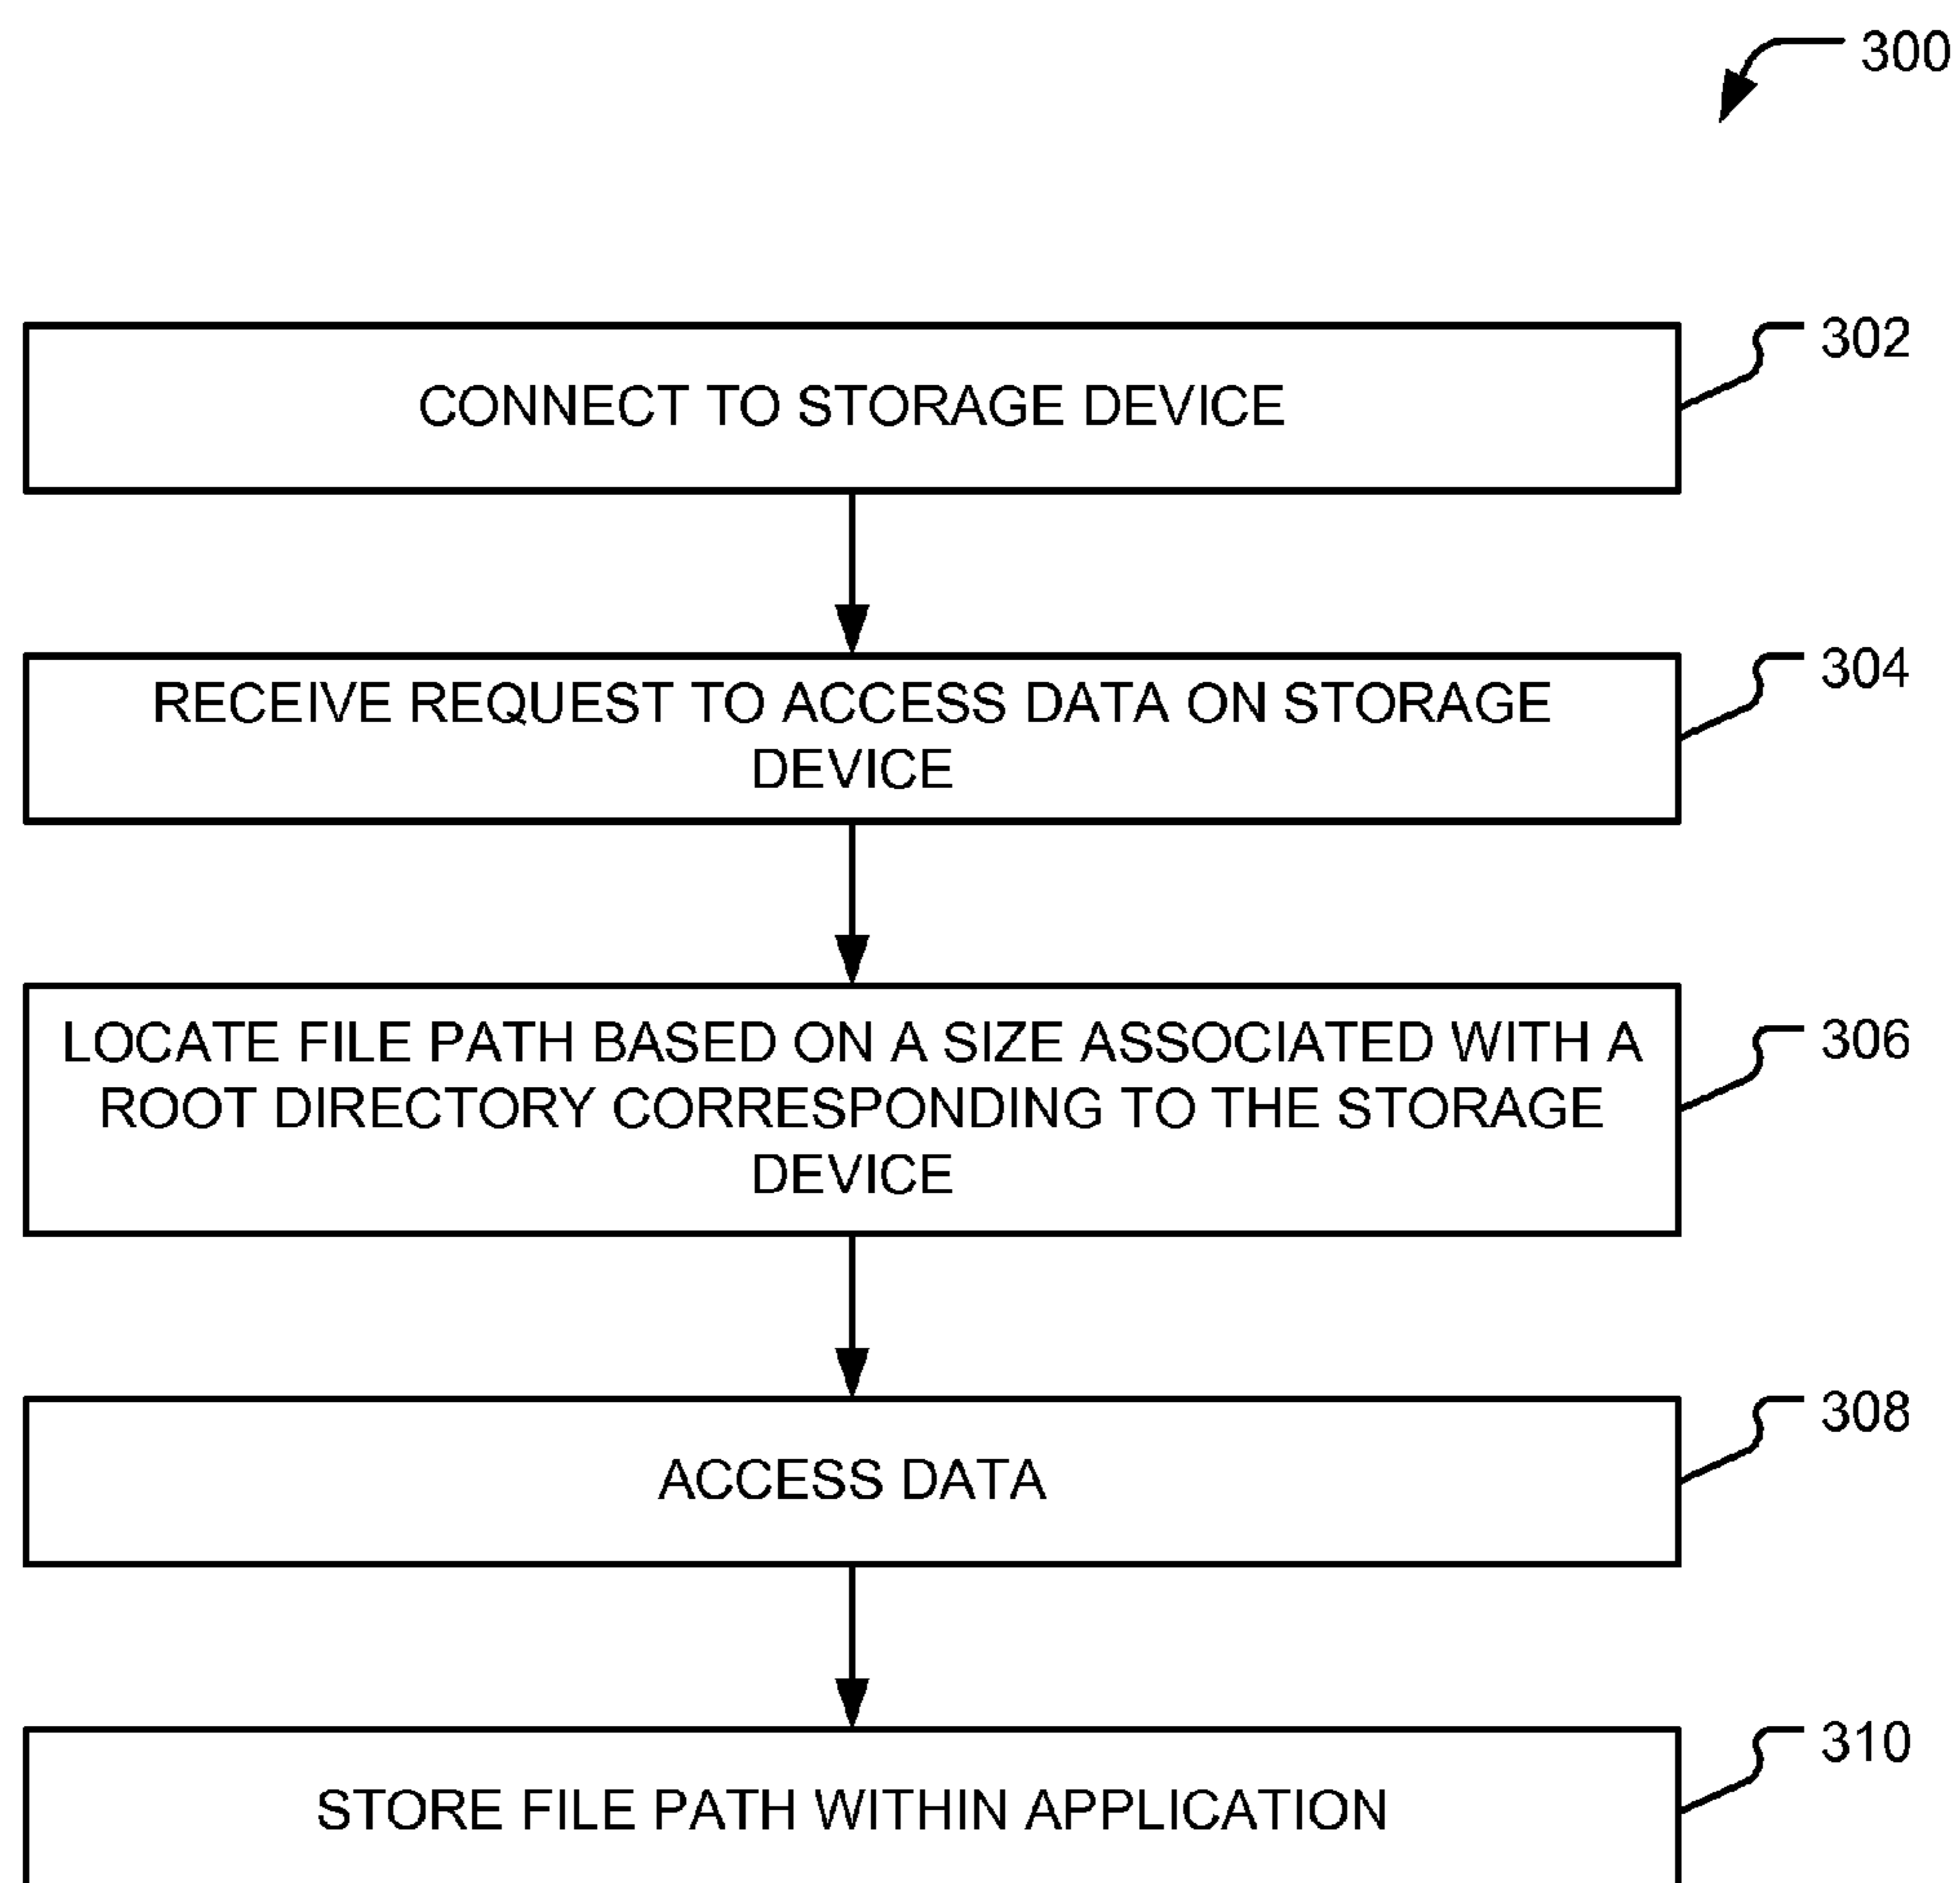 300
CONNECT TO STORAGE DEVICE
302
RECEIVE REQUEST TO ACCESS DATA ON STORAGE
DEVICE
304
LOCATE FILE PATH BASED ON A SIZE ASSOCIATED WITH A
ROOT DIRECTORY CORRESPONDING TO THE STORAGE
DEVICE
306
ACCESS DATA
308
STORE FILE PATH WITHIN APPLICATION
310